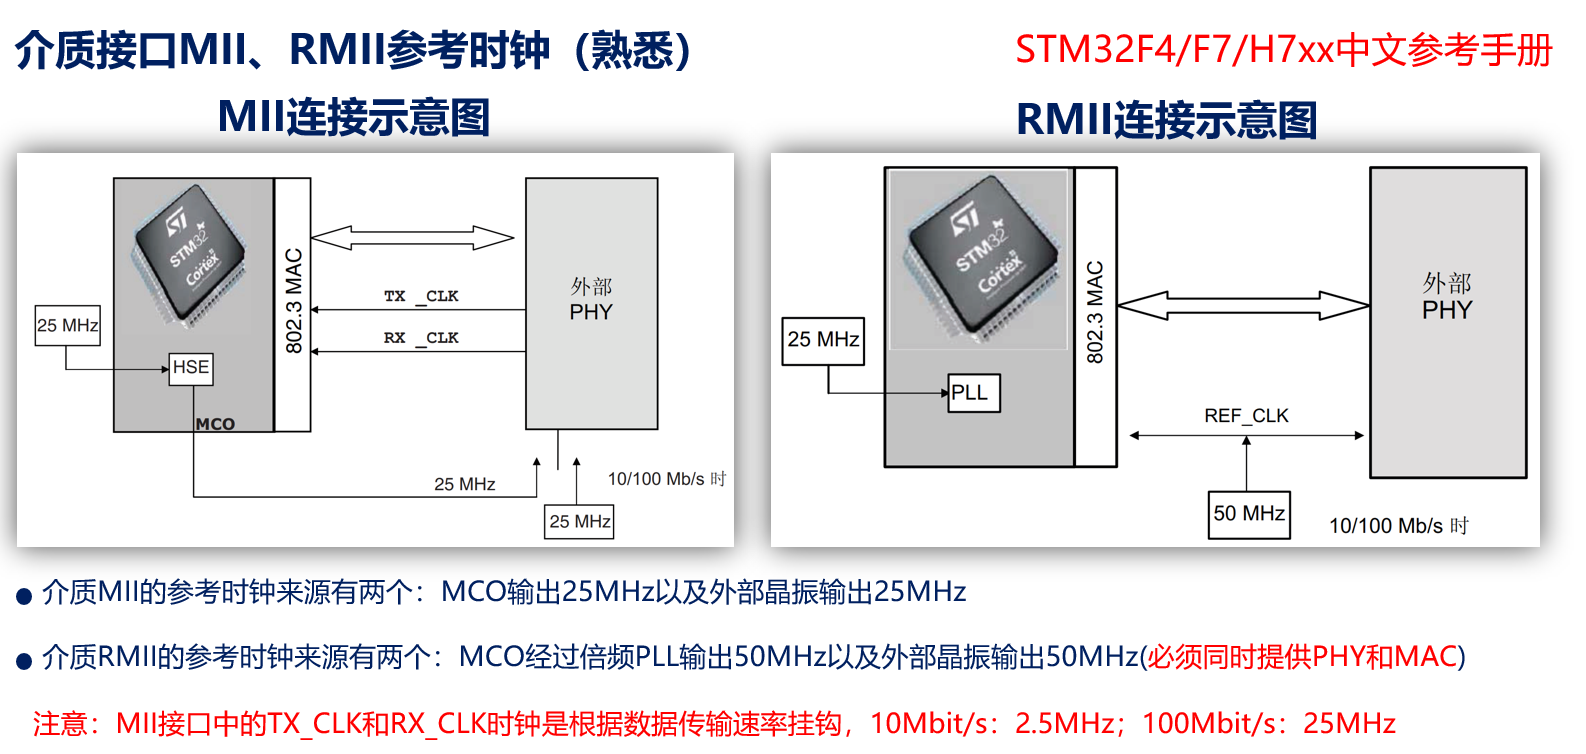 介质接口MII、RMII参考时钟（熟悉）
STM32F4/F7/H7xx中文参考手册
MII连接示意图
RMII连接示意图
STM32
Cortex
802.3 MAC
TX _CLK
RX _CLK
外部
PHY
25 MHz
HSE
MCO
25 MHz
10/100 Mb/s 时
25 MHz
STM32
Cortex
802.3 MAC
外部
PHY
25 MHz
PLL
REF_CLK
50 MHz
10/100 Mb/s 时
● 介质MII的参考时钟来源有两个：MCO输出25MHz以及外部晶振输出25MHz
● 介质RMII的参考时钟来源有两个：MCO经过倍频PLL输出50MHz以及外部晶振输出50MHz(必须同时提供PHY和MAC)
注意：MII接口中的TX_CLK和RX_CLK时钟是根据数据传输速率挂钩，10Mbit/s：2.5MHz；100Mbit/s：25MHz